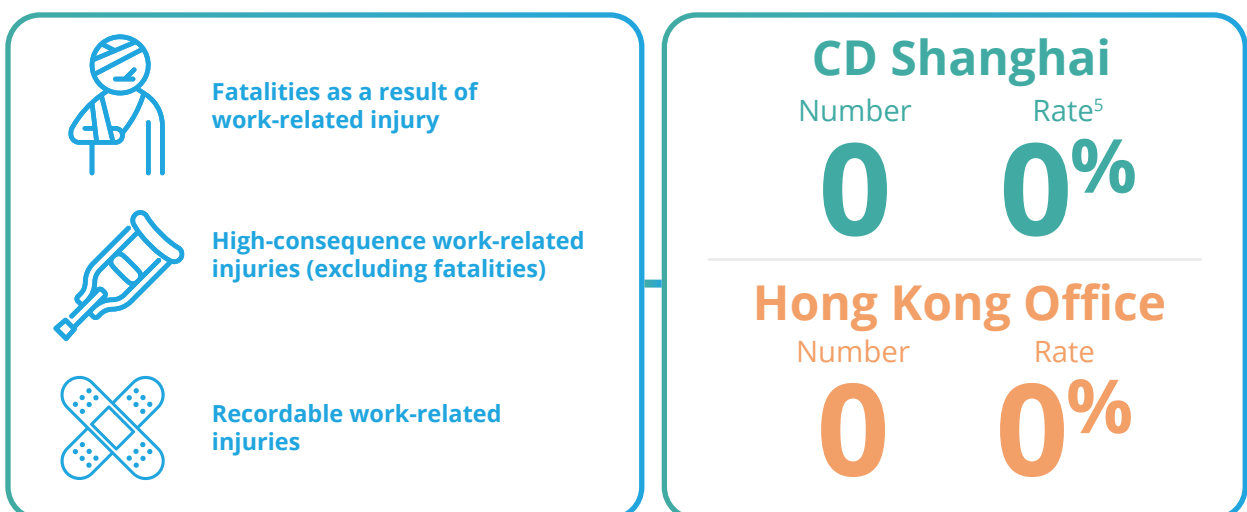 Fatalities as a result of
work-related injury
High-consequence work-related
injuries (excluding fatalities)
Recordable work-related
injuries
CD Shanghai
Number Rate5
0 0%
Hong Kong Office
Number Rate
0 0%